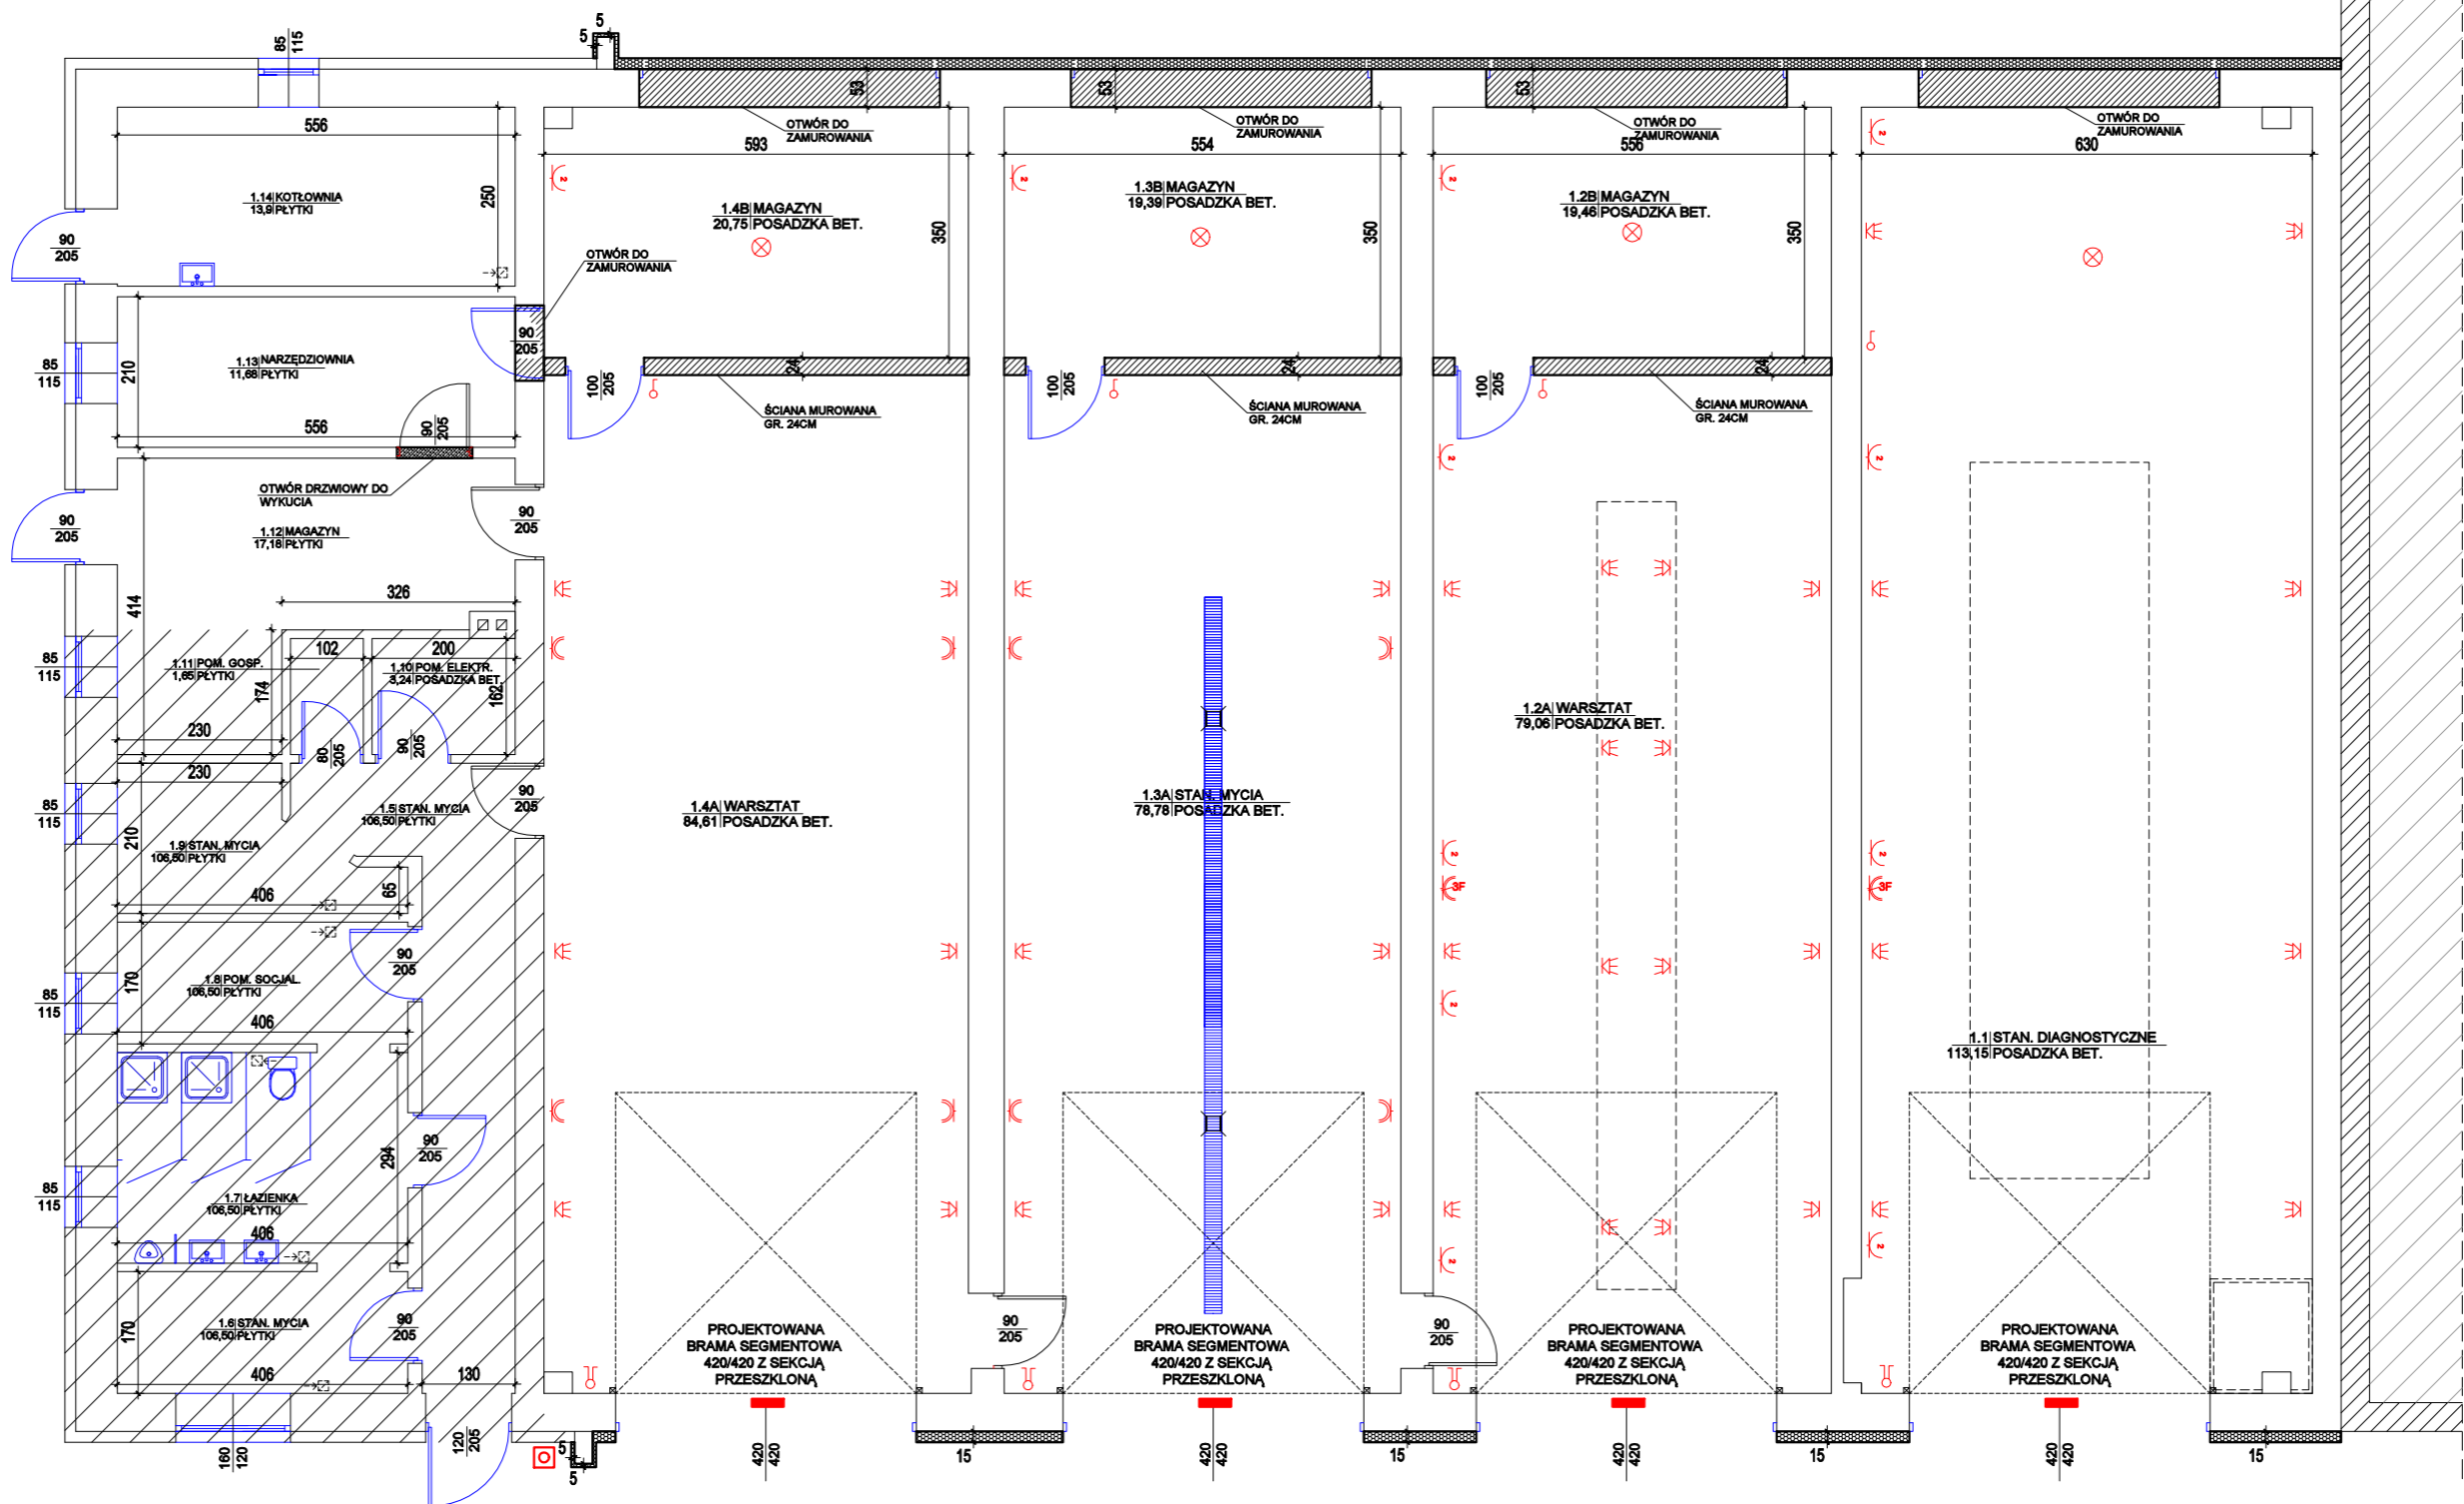 85
115
5
5
53
53
53
OTWÓR DO
ZAMUROWANIA
OTWÓR DO
ZAMUROWANIA
OTWÓR DO
ZAMUROWANIA
OTWÓR DO
ZAMUROWANIA
556
593
554
556
630
250
350
350
350
1.14 KOTŁOWNIA
13,9 PŁYTKI
1.4B MAGAZYN
20,75 POSADZKA BET.
1.3B MAGAZYN
19,39 POSADZKA BET.
1.2B MAGAZYN
19,46 POSADZKA BET.
2
2
2
2
90
205
OTWÓR DO
ZAMUROWANIA
90
205
85
115
210
1.13 NARZĘDZIOWNIA
11,68 PŁYTKI
556
90
205
100
205
24
100
205
24
100
205
24
ŚCIANA MUROWANA
GR. 24CM
ŚCIANA MUROWANA
GR. 24CM
ŚCIANA MUROWANA
GR. 24CM
2
2
OTWÓR DRZWIOWY DO
WYKUCIA
90
205
90
205
1.12 MAGAZYN
17,18 PŁYTKI
414
326
102
200
85
115
1.11 POM. GOSP.
1,65 PŁYTKI
174
1.10 POM. ELEKTR.
3,24 POSADZKA BET.
162
230
80
205
90
205
230
90
205
85
115
210
1.5 STAN. MYCIA
106,50 PŁYTKI
1.9 STAN. MYCIA
106,50 PŁYTKI
1.4A WARSZTAT
84,61 POSADZKA BET.
1.3A STAN. MYCIA
78,78 POSADZKA BET.
1.2A WARSZTAT
79,06 POSADZKA BET.
2
3F
2
3F
406
65
90
205
1.8 POM. SOCJAL.
106,50 PŁYTKI
170
85
115
406
2
1.1 STAN. DIAGNOSTYCZNE
113,15 POSADZKA BET.
90
205
294
85
115
1.7 ŁAZIENKA
106,50 PŁYTKI
406
2
2
170
1.6 STAN. MYCIA
106,50 PŁYTKI
90
205
406
130
90
205
90
205
PROJEKTOWANA
BRAMA SEGMENTOWA
420/420 Z SEKCJĄ
PRZESZKLONĄ
PROJEKTOWANA
BRAMA SEGMENTOWA
420/420 Z SEKCJĄ
PRZESZKLONĄ
PROJEKTOWANA
BRAMA SEGMENTOWA
420/420 Z SEKCJĄ
PRZESZKLONĄ
PROJEKTOWANA
BRAMA SEGMENTOWA
420/420 Z SEKCJĄ
PRZESZKLONĄ
160
120
120
205
5
5
420
420
15
420
420
15
420
420
15
420
420
15